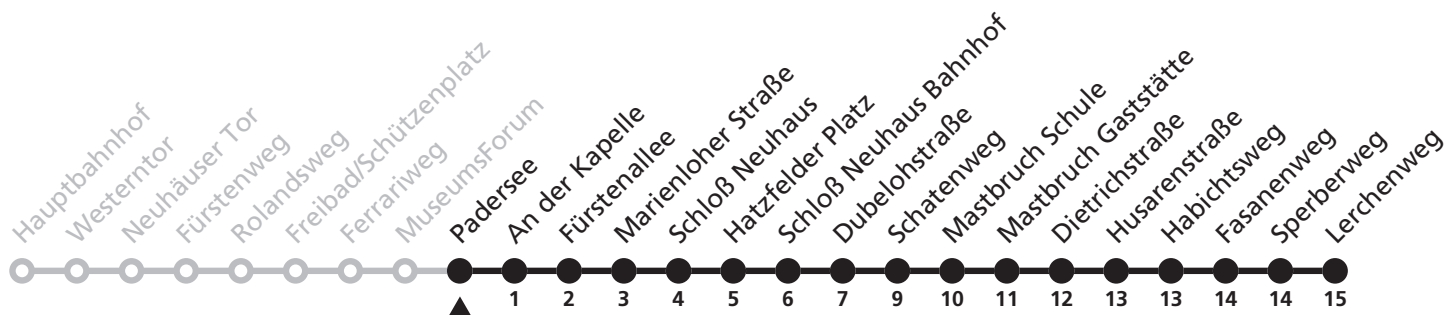 Hauptbahnhof
Westerntor
Neuhäuser Tor
Fürstenweg
Rolandsweg
Freibad/Schützenplatz
Ferrariweg
MuseumsForum
Padersee
An der Kapelle
Fürstenallee
Marienloher Straße
Schloß Neuhaus
Hatzfelder Platz
Schloß Neuhaus Bahnhof
Dubelohstraße
Schatenweg
Mastbruch Schule
Mastbruch Gaststätte
Dietrichstraße
Husarenstraße
Habichtsweg
Fasanenweg
Sperberweg
Lerchenweg
1 2 3 4 5 6 7 9 10 11 12 13 13 14 14 15